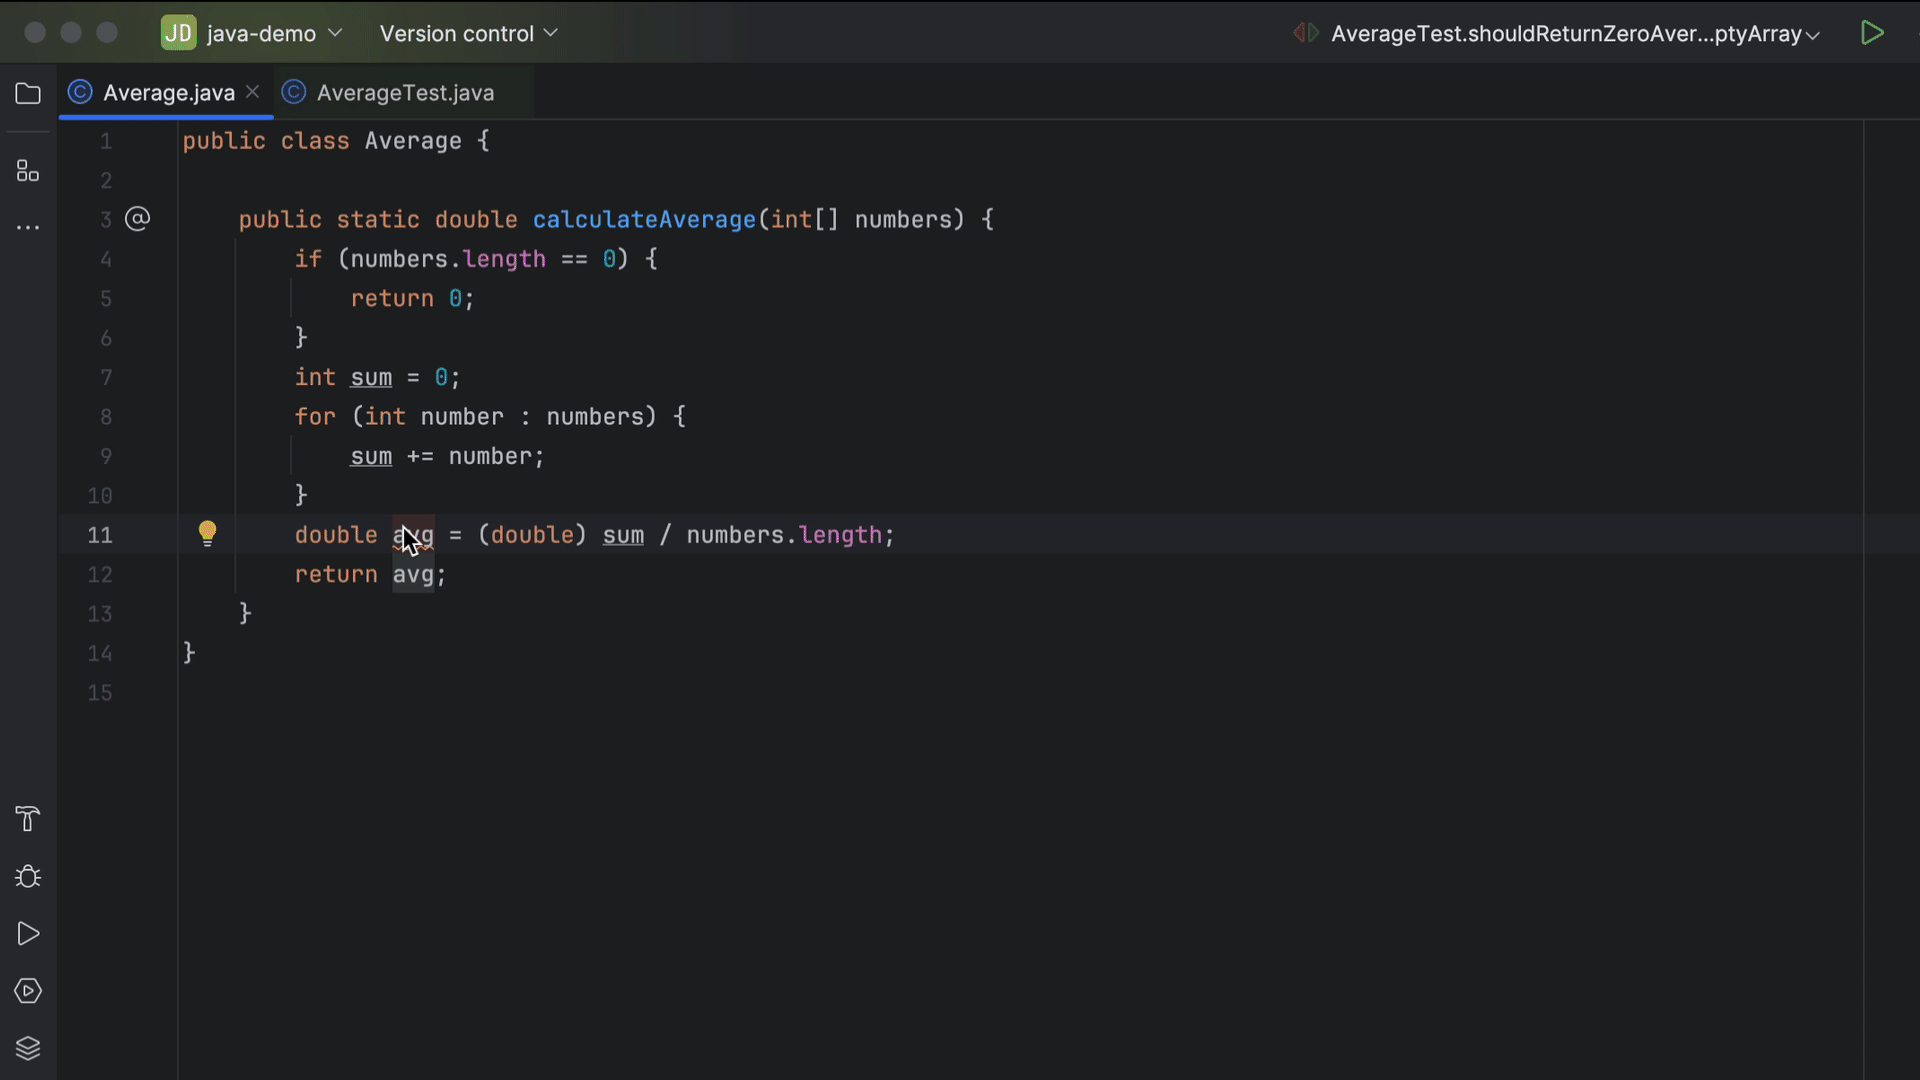 JD java-demo Version control AverageTest.shouldReturnZeroAver...ptyArray
Average.java AverageTest.java
1 public class Average {
2
3 @ public static double calculateAverage(int[] numbers) {
4 if (numbers.length == 0) {
5 return 0;
6 }
7 int sum = 0;
8 for (int number : numbers) {
9 sum += number;
10 }
11 double avg = (double) sum / numbers.length;
12 return avg;
13 }
14 }
15